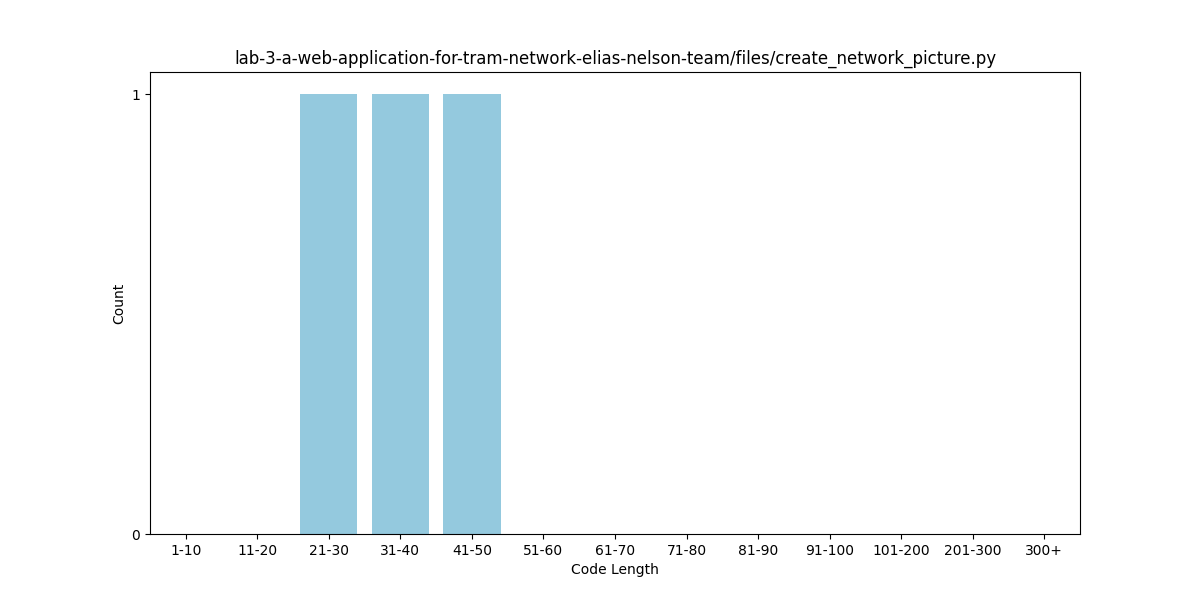 lab-3-a-web-application-for-tram-network-elias-nelson-team/files/create_network_picture.py
1
Count
0
1-10 11-20 21-30 31-40 41-50 51-60 61-70 71-80 81-90 91-100 101-200 201-300 300+
Code Length